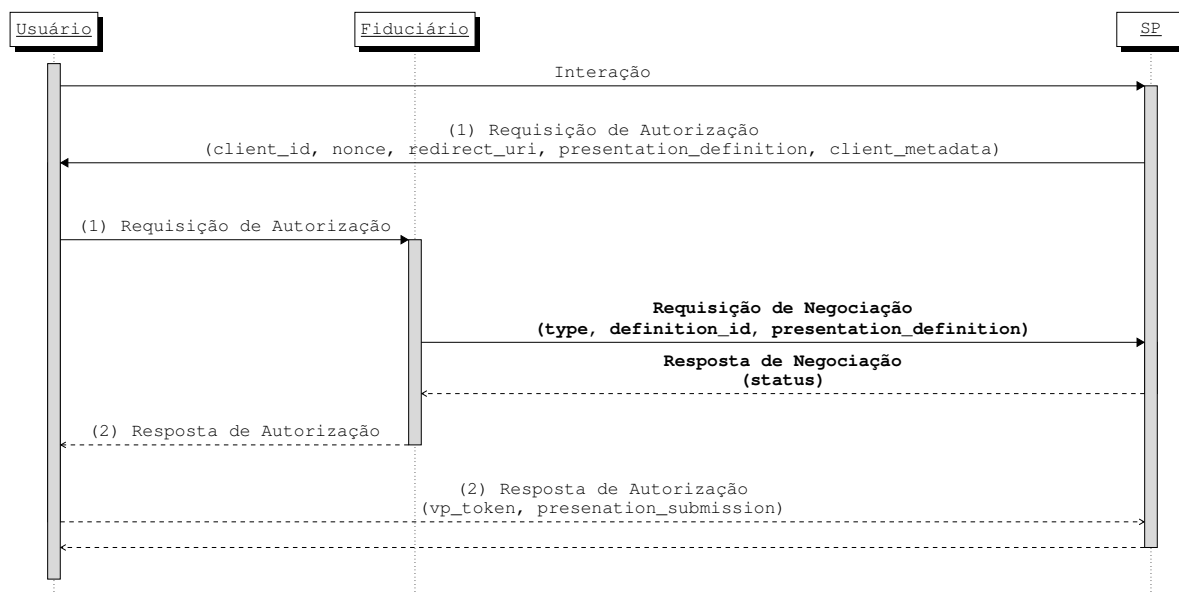 Usuário
Fiduciário
SP
Interação
(1) Requisição de Autorização
(client_id, nonce, redirect_uri, presentation_definition, client_metadata)
(1) Requisição de Autorização
Requisição de Negociação
(type, definition_id, presentation_definition)
Resposta de Negociação
(status)
(2) Resposta de Autorização
(2) Resposta de Autorização
(vp_token, presenation_submission)